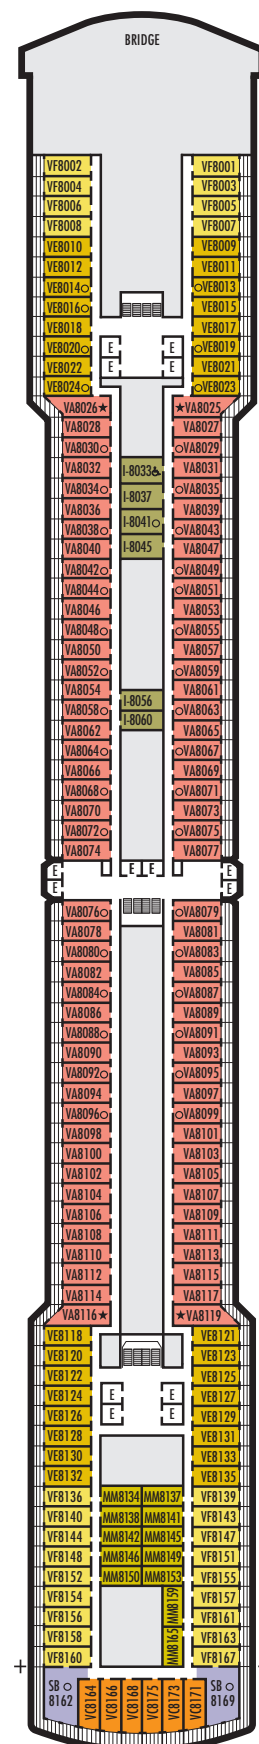 BRIDGE
VF8002 VF8001
VF8004 VF8003
VF8006 VF8005
VF8008 VF8007
VE8010 VE8009
VE8012 VE8011
VE8014○ ○VE8013
VE8016○ VE8015
VE8018 VE8017
VE8020○ E E ○VE8019
VE8022 E E VE8021
VE8024○ ○VE8023
VA8026★ ★VA8025
VA8028 VA8027
VA8030○ ○VA8029
VA8032 I-8033♿ VA8031
VA8034○ ○VA8035
VA8036 I-8037 VA8039
VA8038○ I-8041○ ○VA8043
VA8040 I-8045 VA8047
VA8042○ ○VA8049
VA8044○ ○VA8051
VA8046 VA8053
VA8048○ ○VA8055
VA8050 VA8057
VA8052○ ○VA8059
VA8054 I-8056 VA8061
VA8058○ I-8060 ○VA8063
VA8062 VA8065
VA8064○ ○VA8067
VA8066 VA8069
VA8068○ ○VA8071
VA8070 VA8073
VA8072○ ○VA8075
VA8074 VA8077
E E E E
E E
VA8076○ ○VA8079
VA8078 VA8081
VA8080○ ○VA8083
VA8082 VA8085
VA8084○ ○VA8087
VA8086 VA8089
VA8088○ ○VA8091
VA8090 VA8093
VA8092○ ○VA8095
VA8094 VA8097
VA8096○ ○VA8099
VA8098 VA8101
VA8100 VA8103
VA8102 VA8105
VA8104 VA8107
VA8106 VA8109
VA8108 VA8111
VA8110 VA8113
VA8112 VA8115
VA8114 VA8117
VA8116★ ★VA8119
VE8118 VE8121
VE8120 VE8123
VE8122 VE8125
VE8124 E E VE8127
VE8126 E E VE8129
VE8128 VE8131
VE8130 VE8133
VE8132 VE8135
VF8136 MM8134 MM8137 VF8139
VF8140 MM8138 MM8141 VF8143
VF8144 MM8142 MM8145 VF8147
VF8148 MM8146 MM8149 VF8151
VF8152 MM8150 MM8153 VF8155
VF8154 MM8159 VF8157
VF8156 VF8161
VF8158 MM8165 VF8163
VF8160 VF8167
SB○ 8162 VC8164 VC8166 VC8168 VC8175 VC8173 VC8171 SB○ 8169